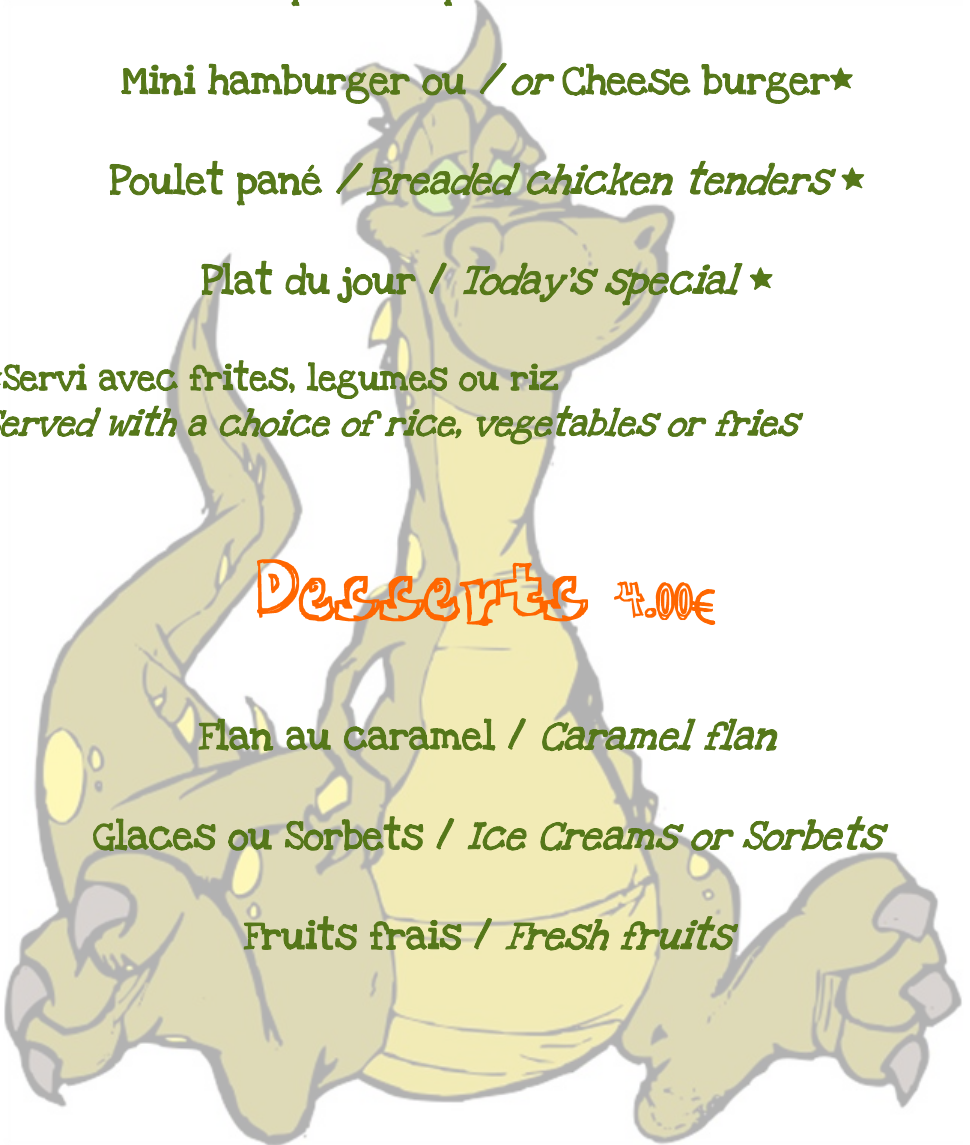 Mini hamburger ou / or Cheese burger★
Poulet pané / Breaded chicken tenders ★
Plat du jour / Today's special ★
Servi avec frites, legumes ou riz
Served with a choice of rice, vegetables or fries
Desserts 4.00€
Flan au caramel / Caramel flan
Glaces ou Sorbets / Ice Creams or Sorbets
Fruits frais / Fresh fruits